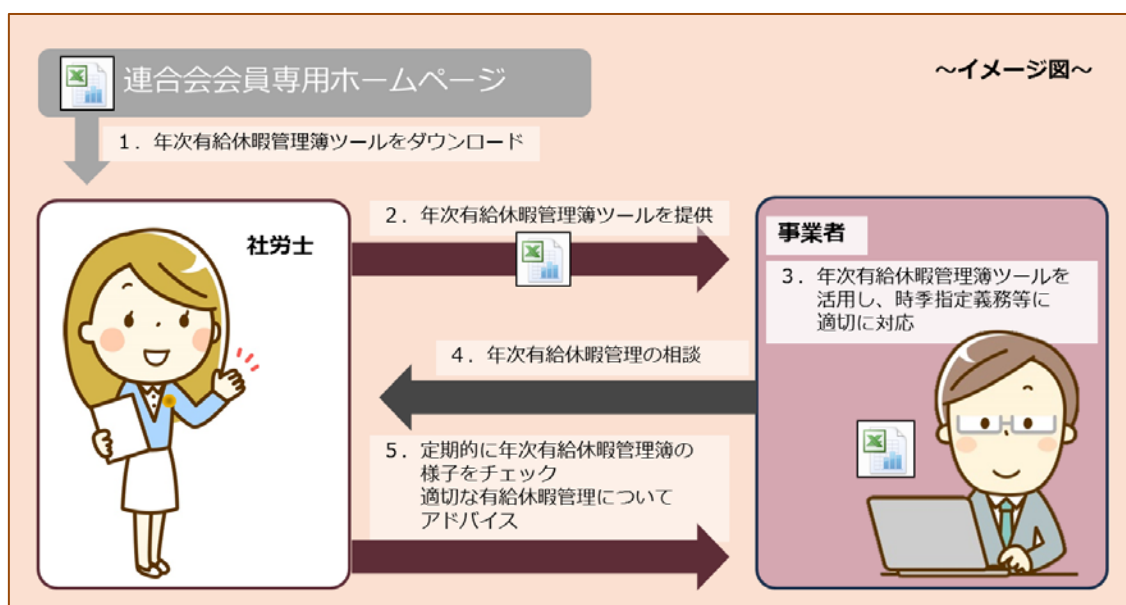 連合会会員専用ホームページ
～イメージ図～
１．年次有給休暇管理簿ツールをダウンロード
社労士
２．年次有給休暇管理簿ツールを提供
事業者
３．年次有給休暇管理簿ツールを
活用し、時季指定義務等に
適切に対応
４．年次有給休暇管理の相談
５．定期的に年次有給休暇管理簿の
様子をチェック
適切な有給休暇管理について
アドバイス